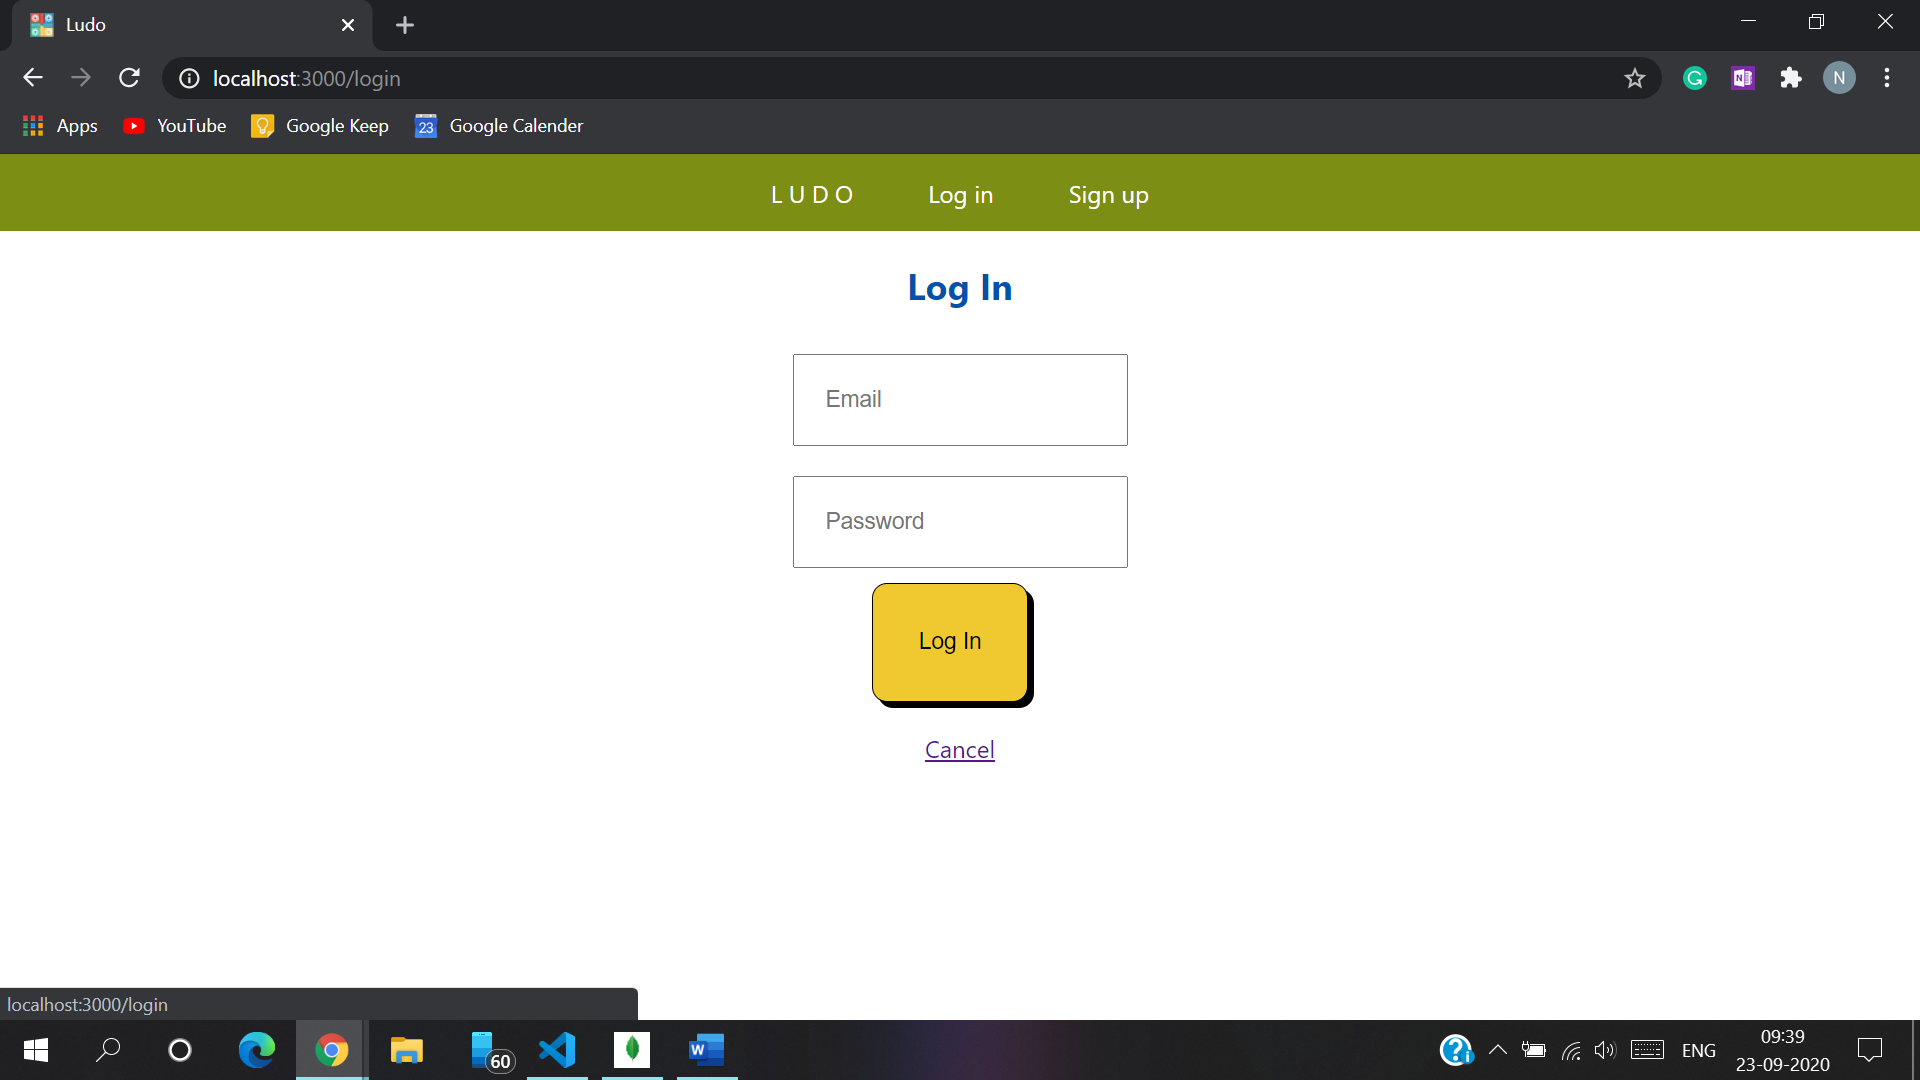 Ludo
localhost:3000/login
N
Apps
YouTube
Google Keep
23
Google Calender
L U D O
Log in
Sign up
Log In
Email
Password
Log In
Cancel
localhost:3000/login
60
W
ENG
09:39
23-09-2020